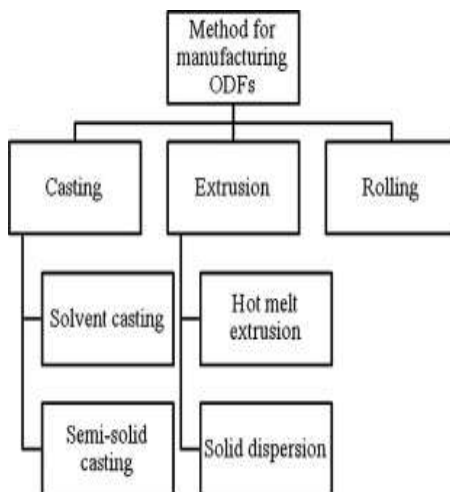 Method for
manufacturing
ODFs
Casting
Extrusion
Rolling
Solvent casting
Hot melt
extrusion
Semi-solid
casting
Solid dispersion